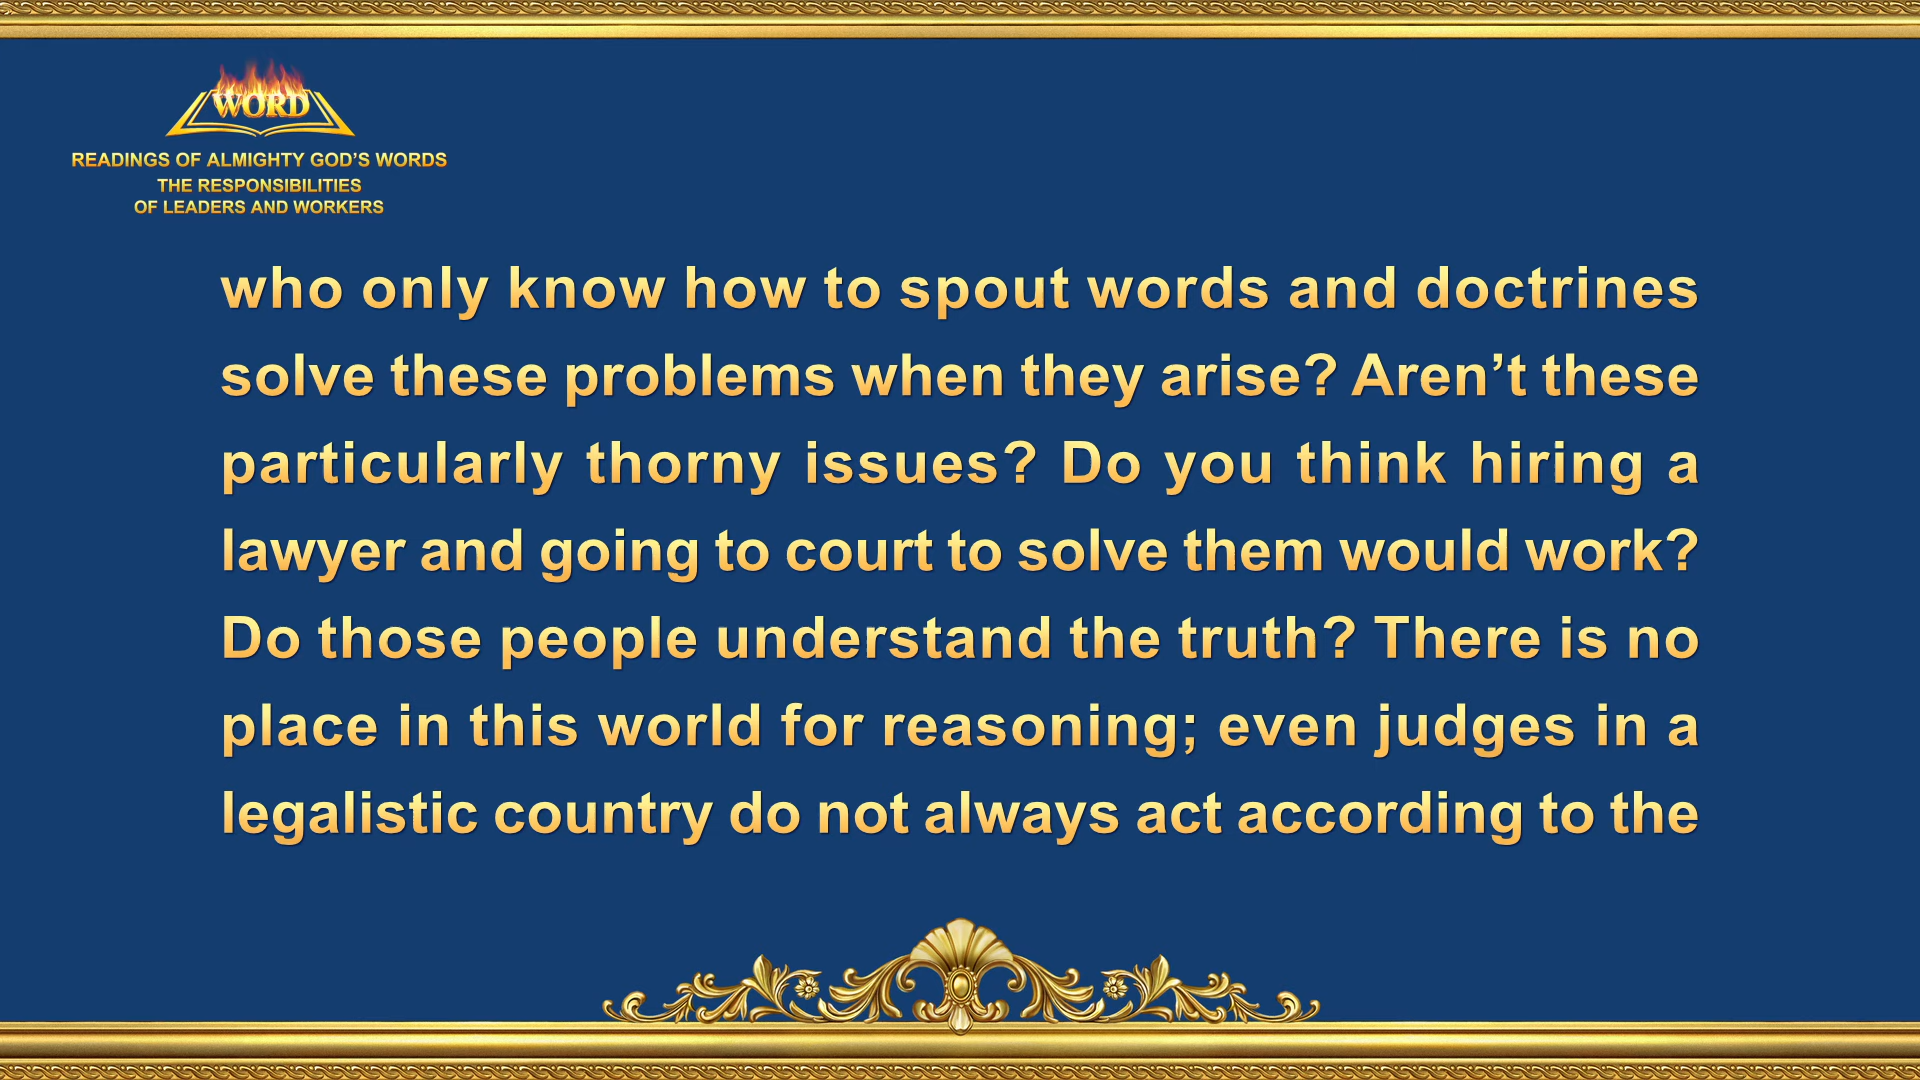 WORD
READINGS OF ALMIGHTY GOD’S WORDS
THE RESPONSIBILITIES
OF LEADERS AND WORKERS
who only know how to spout words and doctrines
solve these problems when they arise? Aren’t these
particularly thorny issues? Do you think hiring a
lawyer and going to court to solve them would work?
Do those people understand the truth? There is no
place in this world for reasoning; even judges in a
legalistic country do not always act according to the